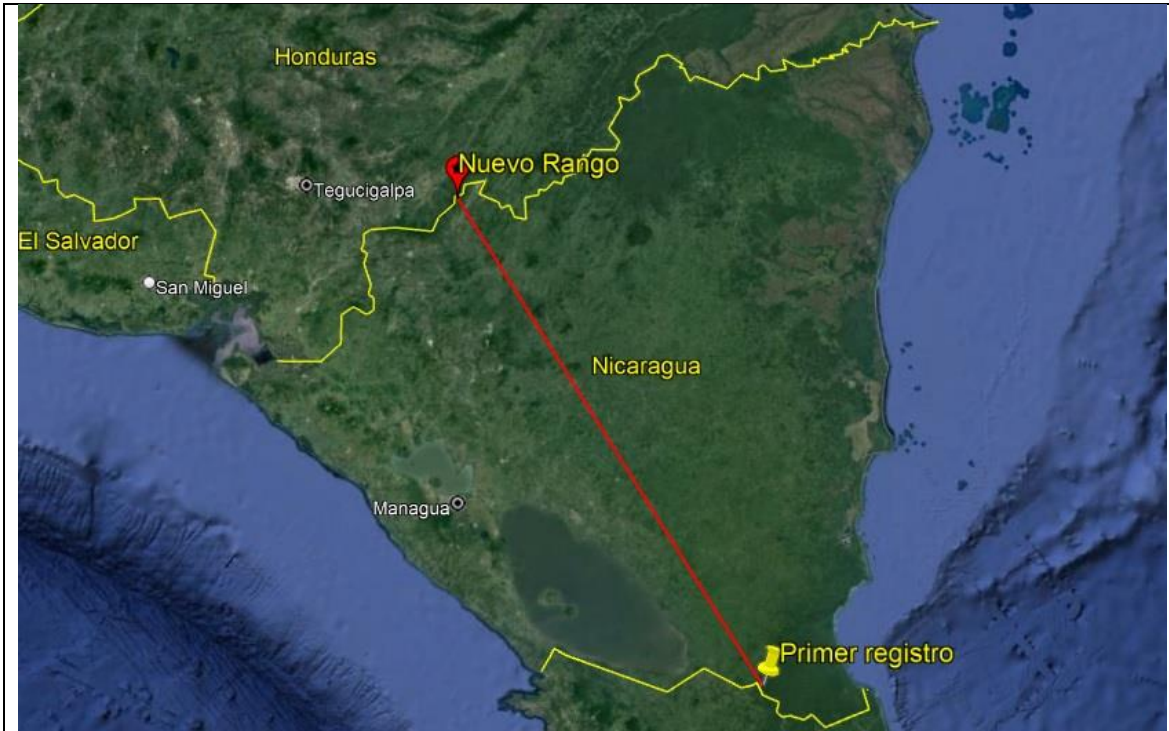 Honduras
Nuevo Rango
Tegucigalpa
El Salvador
San Miguel
Nicaragua
Managua
Primer registro